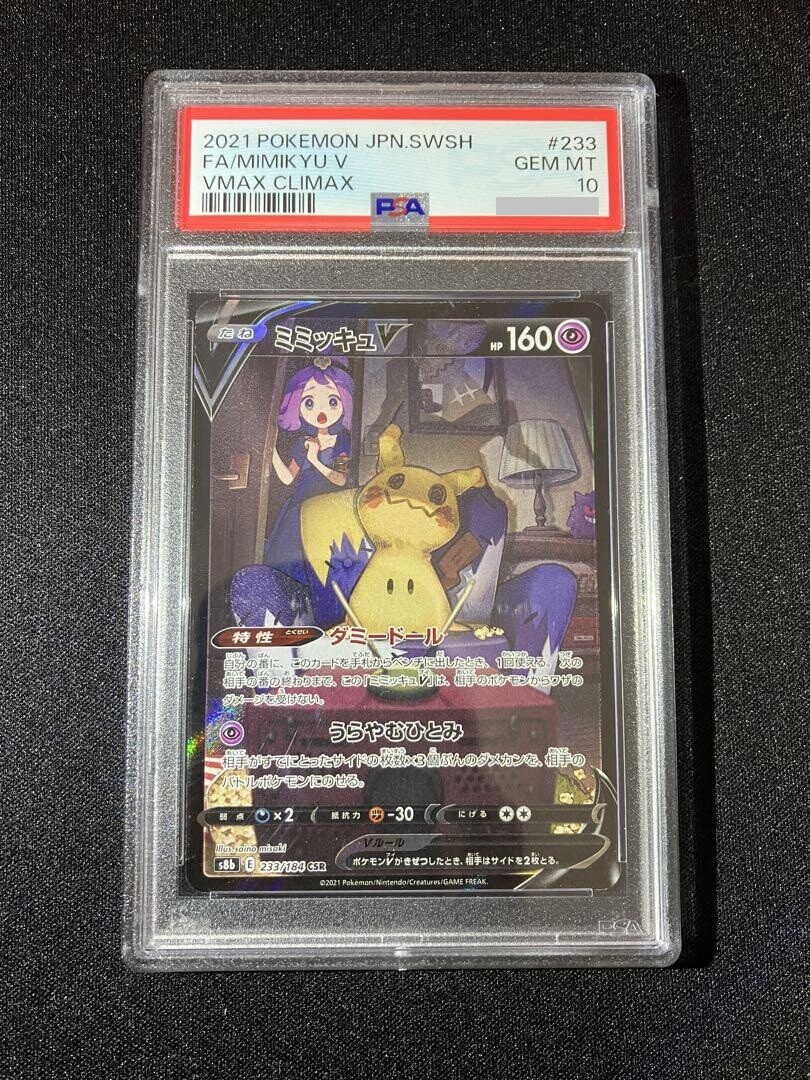 2021 POKEMON JPN.SWSH #233
FA/MIMIKYU V GEM MT
VMAX CLIMAX 10
PSA
たね ミミッキュV HP 160
特性 とくせい ダミードール
自分の番に、このカードを手札からベンチに出したとき、1回使える。次の
相手の番の終わりまで、この「ミミッキュV」は、相手のポケモンからワザの
ダメージを受けない。
うらやむひとみ
相手がすでにとったサイドの枚数×3個ぶんのダメカンを、相手の
バトルポケモンにのせる。
弱点 ×2 抵抗力 -30 にげる
Vルール
ポケモンVがきぜつしたとき、相手はサイドを2枚とる。
Illus. saino misaki
s8b E 233/184 CSR
©2021 Pokémon/Nintendo/Creatures/GAME FREAK.
PSA